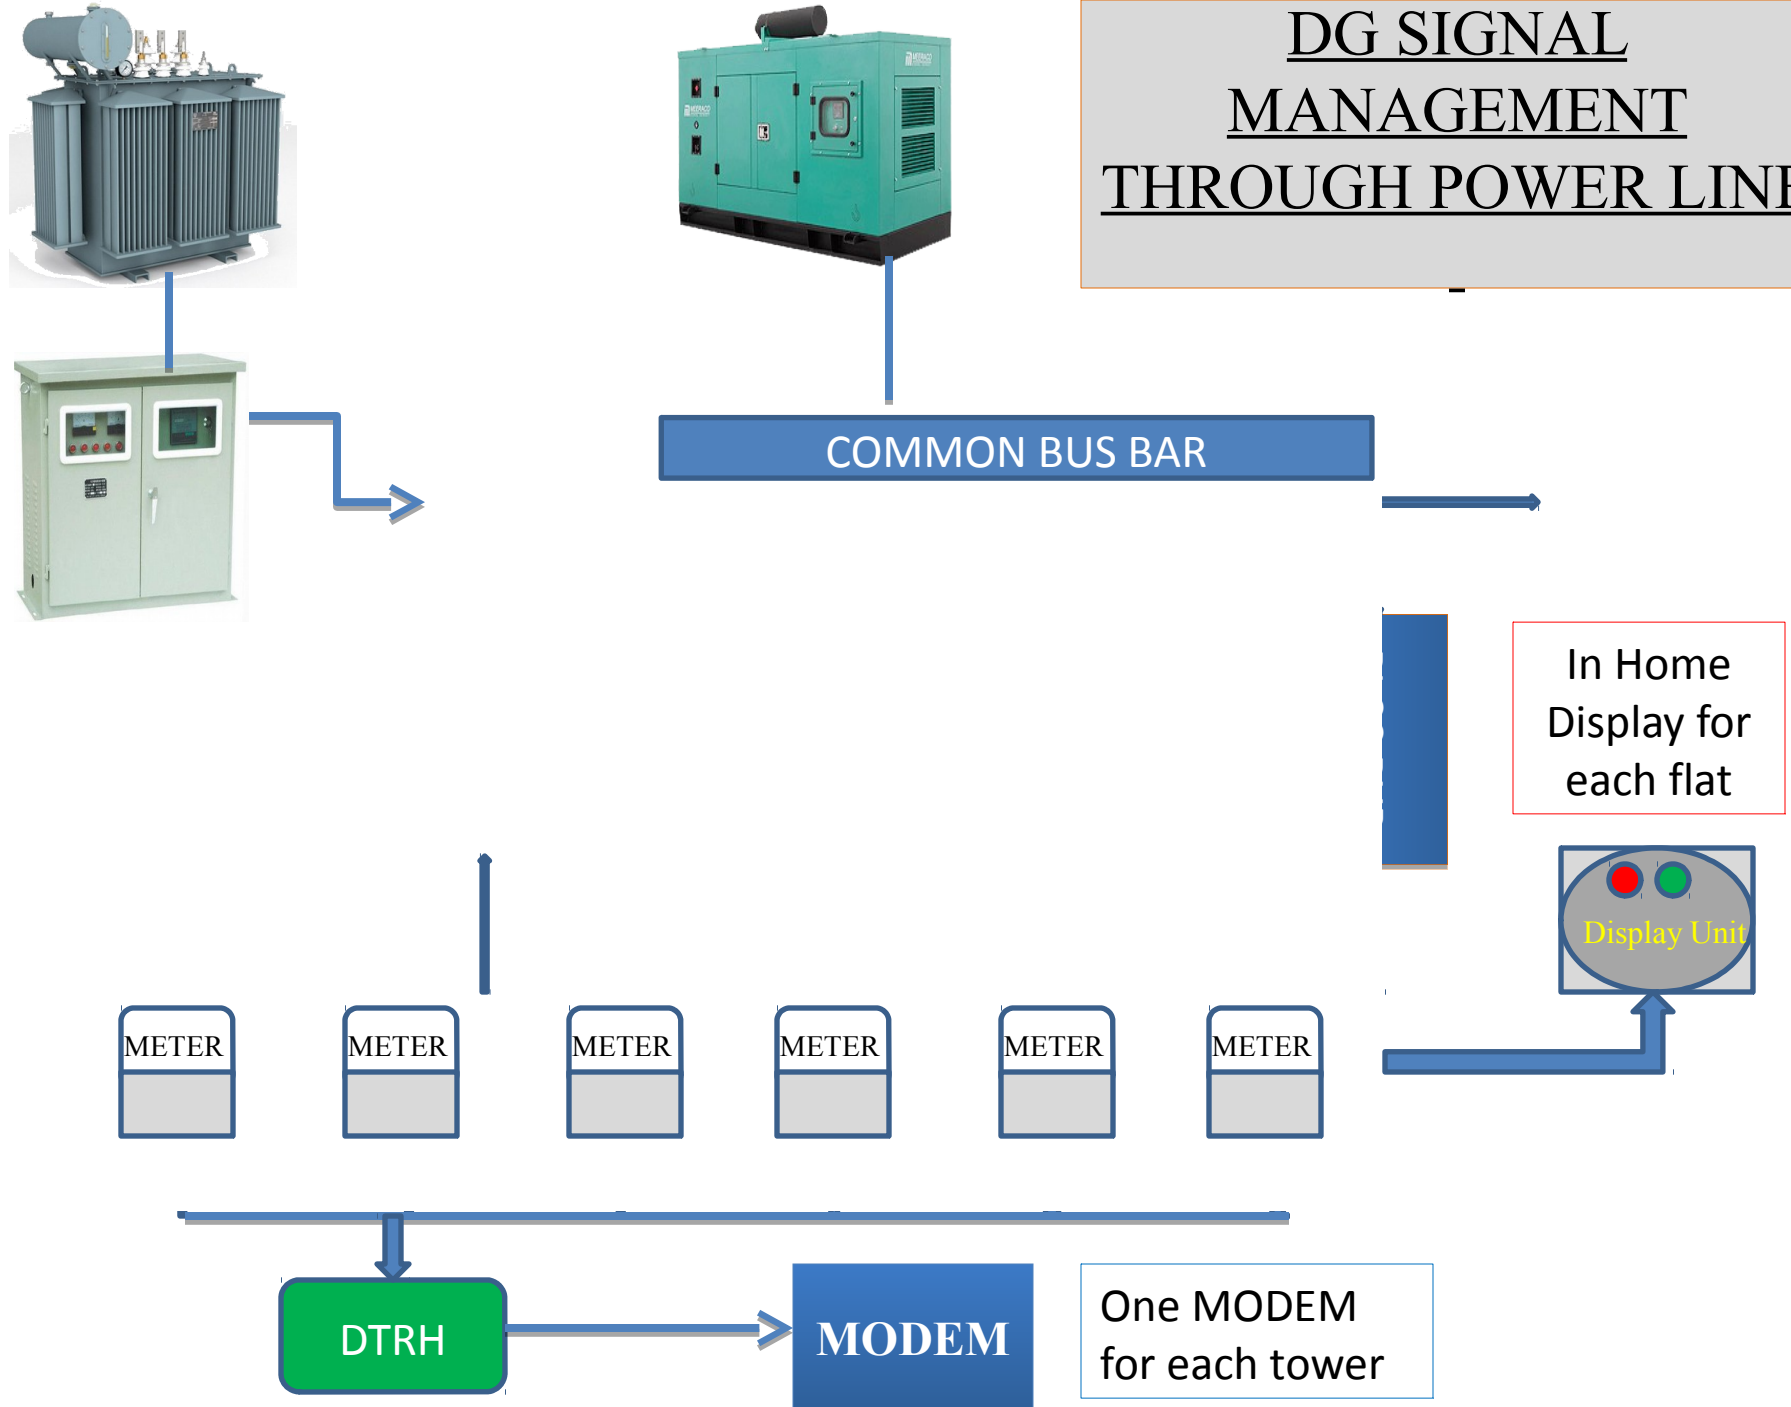 DG SIGNAL
MANAGEMENT
THROUGH POWER LINE
COMMON BUS BAR
In Home
Display for
each flat
Display Unit
METER METER METER METER METER METER
DTRH
MODEM
One MODEM
for each tower